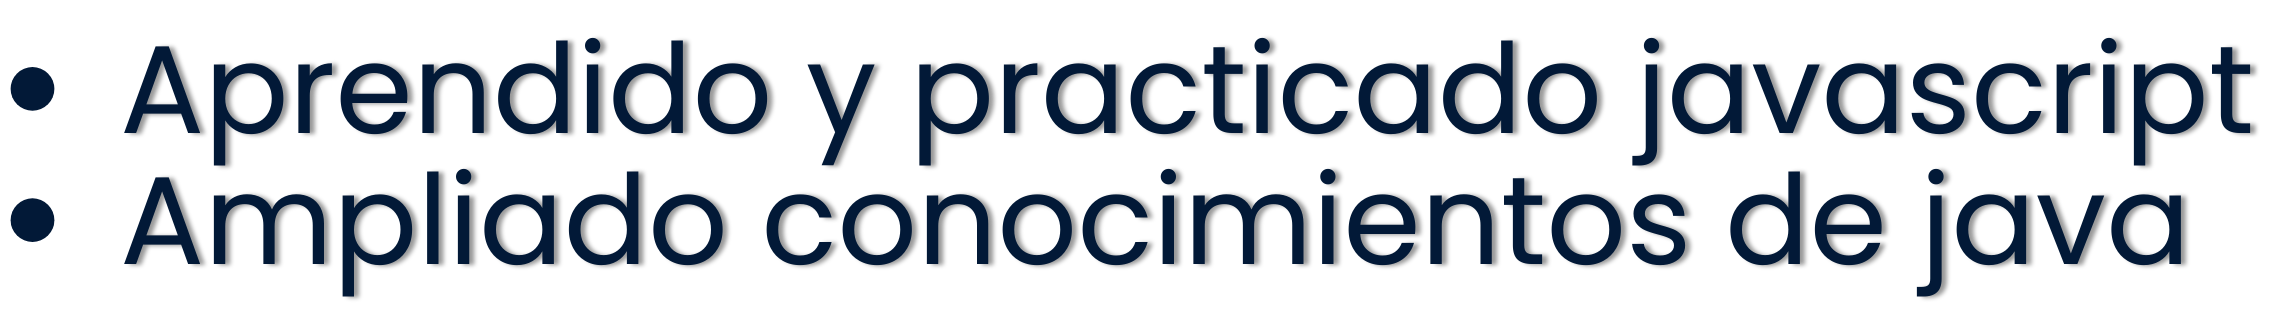 • Aprendido y practicado javascript
• Ampliado conocimientos de java